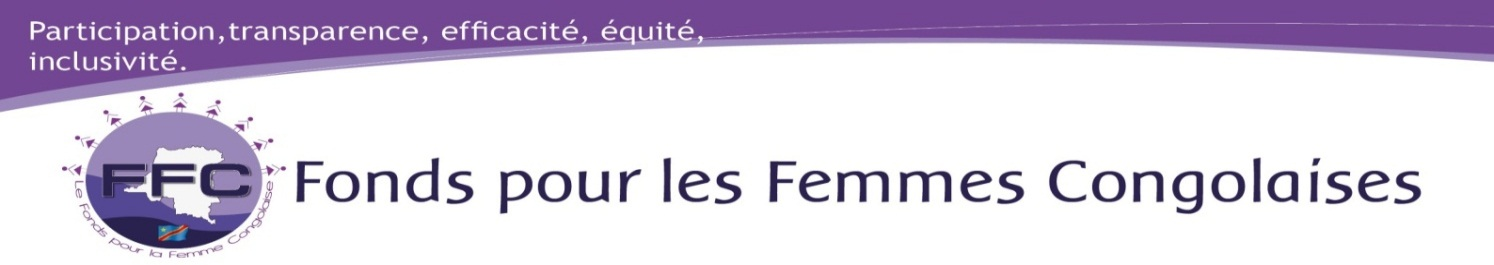 Participation,transparence, efficacité, équité,
inclusivité.
FFC
Le Fonds pour la Femme Congolaise
Fonds pour les Femmes Congolaises